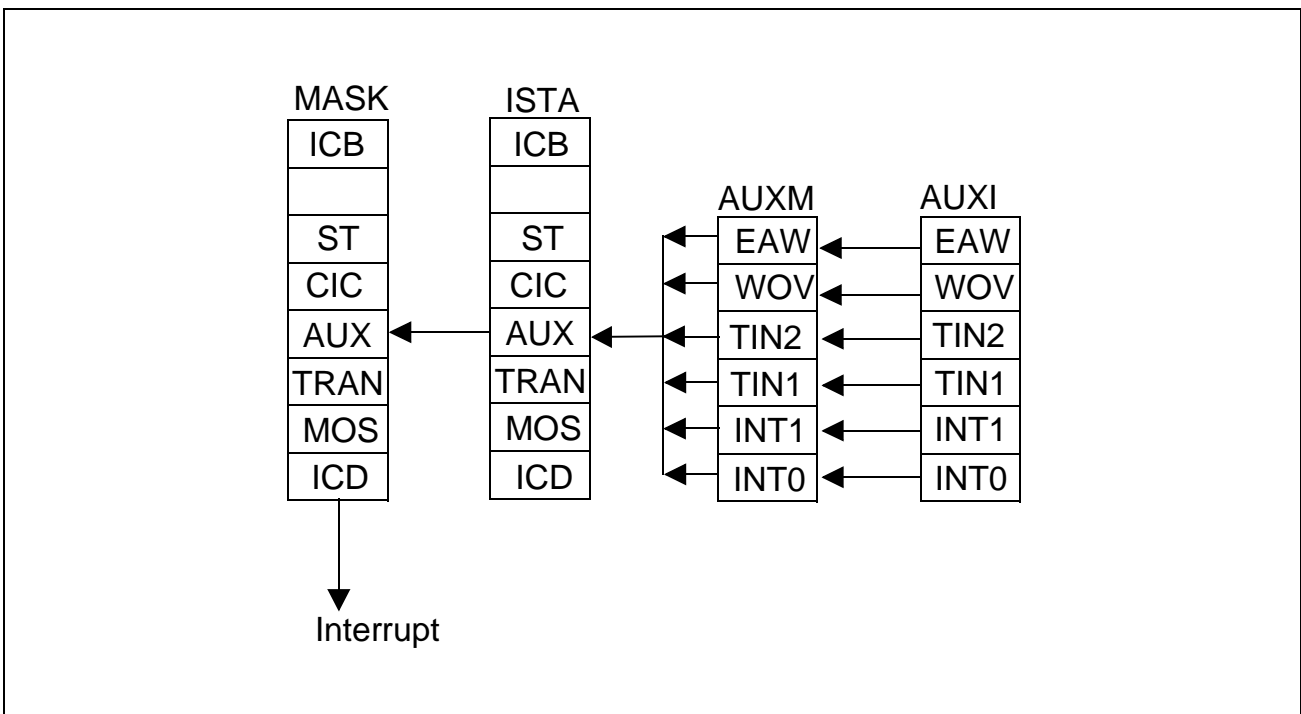 MASK
ICB
ST
CIC
AUX
TRAN
MOS
ICD
Interrupt
ISTA
ICB
ST
CIC
AUX
TRAN
MOS
ICD
AUXM
EAW
WOV
TIN2
TIN1
INT1
INT0
AUXI
EAW
WOV
TIN2
TIN1
INT1
INT0